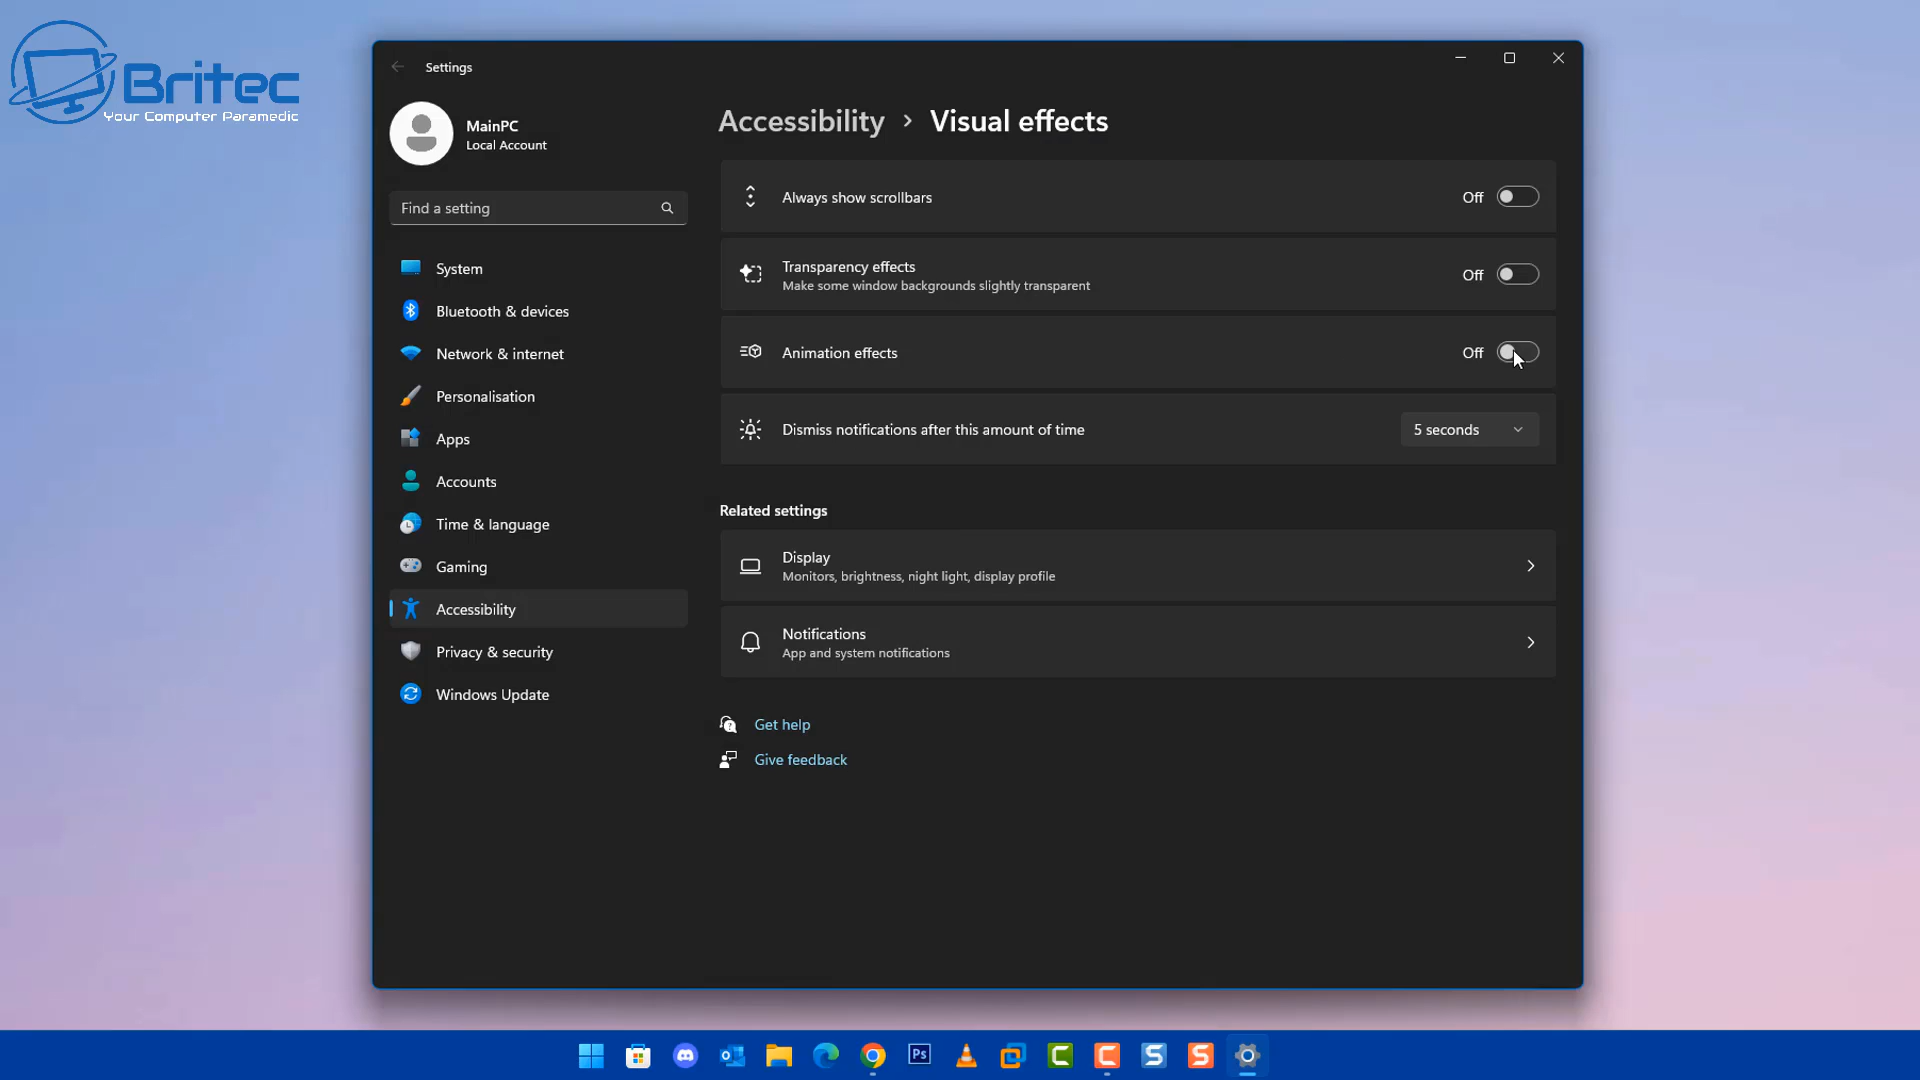 Britec
Your Computer Paramedic
Settings
MainPC
Local Account
Find a setting
System
Bluetooth & devices
Network & internet
Personalisation
Apps
Accounts
Time & language
Gaming
Accessibility
Privacy & security
Windows Update
Accessibility > Visual effects
Always show scrollbars Off
Transparency effects
Make some window backgrounds slightly transparent
Off
Animation effects Off
Dismiss notifications after this amount of time 5 seconds
Related settings
Display
Monitors, brightness, night light, display profile
Notifications
App and system notifications
Get help
Give feedback
Ps
C
C
S
S